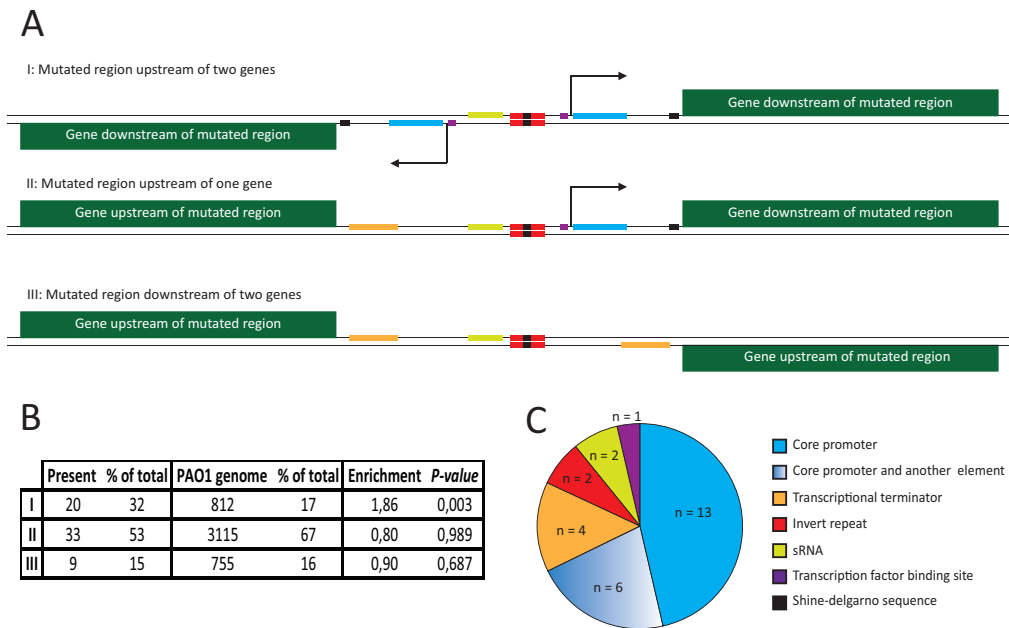 A
I: Mutated region upstream of two genes
Gene downstream of mutated region
Gene downstream of mutated region
II: Mutated region upstream of one gene
Gene upstream of mutated region
Gene downstream of mutated region
III: Mutated region downstream of two genes
Gene upstream of mutated region
Gene upstream of mutated region
B
Present % of total PAO1 genome % of total Enrichment P-value
I 20 32 812 17 1,86 0,003
II 33 53 3115 67 0,80 0,989
III 9 15 755 16 0,90 0,687
C
n = 1
n = 2
n = 2
n = 13
n = 4
n = 6
Core promoter
Core promoter and another element
Transcriptional terminator
Invert repeat
sRNA
Transcription factor binding site
Shine-delgarno sequence